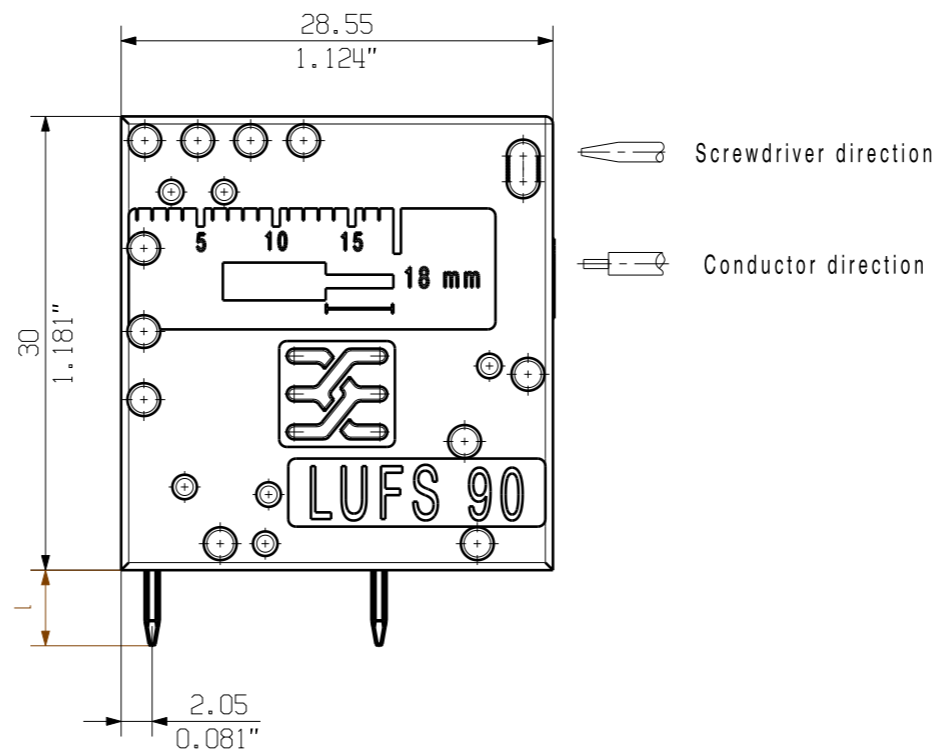 28.55
1.124"
Screwdriver direction
5 10 15
18 mm
Conductor direction
30
1.181"
LUFS 90
l
2.05
0.081"